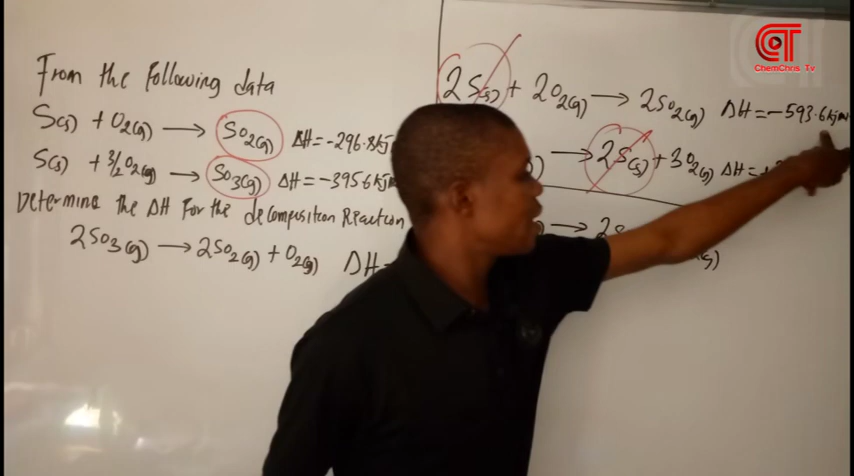 From the following data
S(s) + O₂(g) → SO₂(g) ΔH = -296.8kj
S(s) + 3/2 O₂(g) → SO₃(g) ΔH = -395.6kj
Determine the ΔH for the decomposition Reaction
2SO₃(g) → 2SO₂(g) + O₂(g) ΔH
2S(s) + 2O₂(g) → 2SO₂(g) ΔH = -593.6kj
→ 2S(s) + 3O₂(g) ΔH = +
→ 2S
(g)
CT
ChemChris Tv